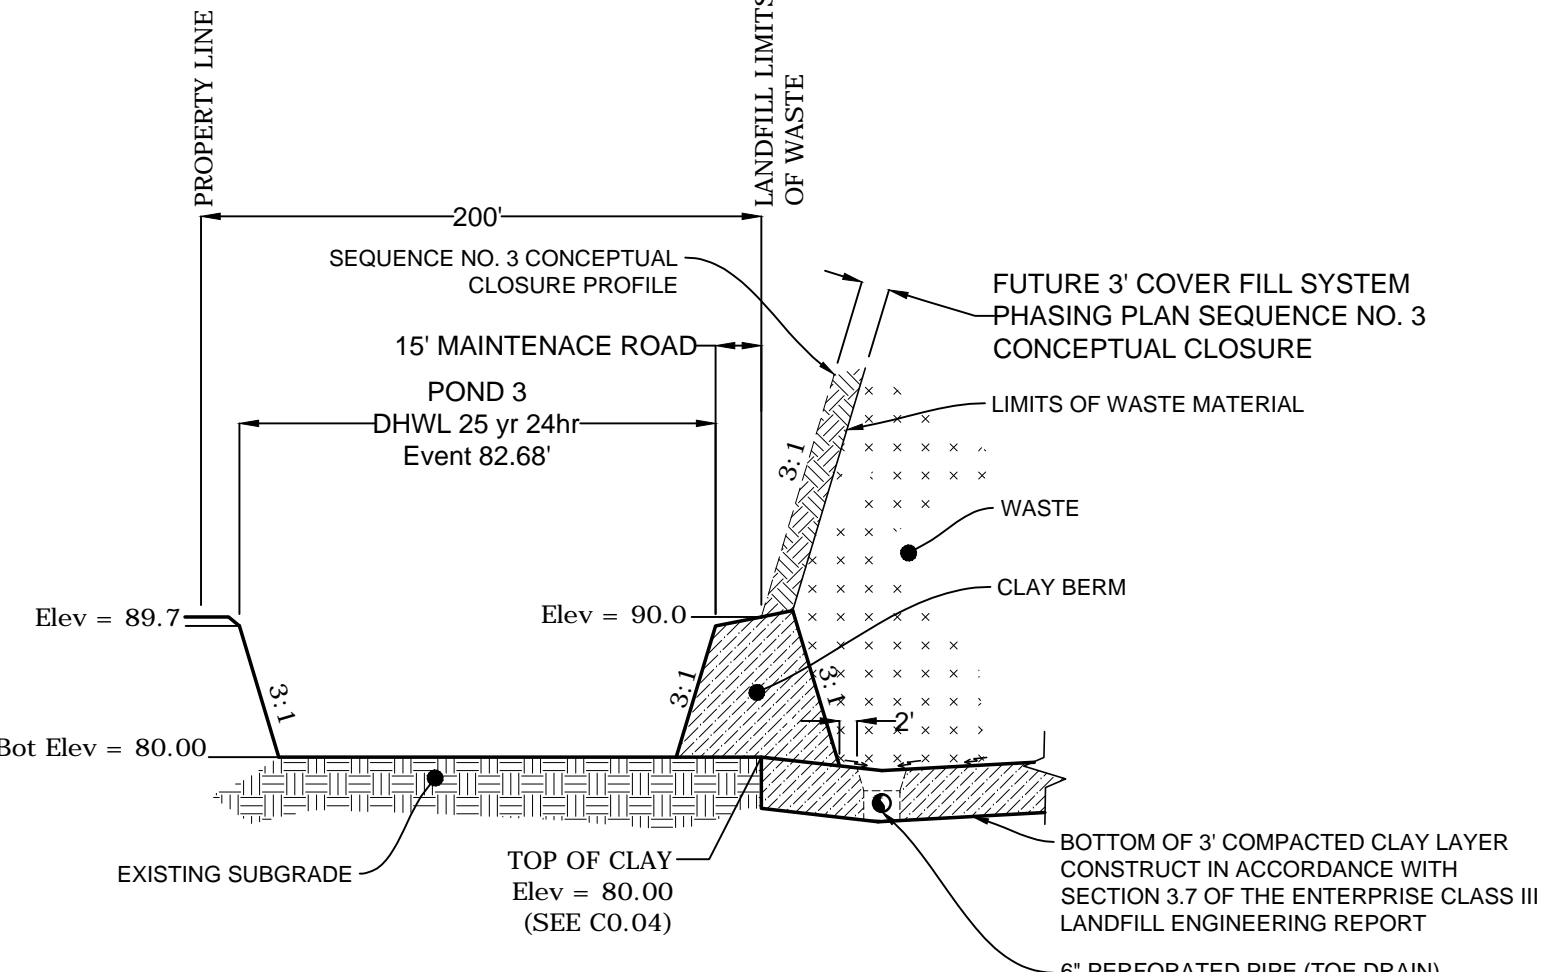 PROPERTY LINE
LANDFILL LIMITS
OF WASTE
200'
SEQUENCE NO. 3 CONCEPTUAL
CLOSURE PROFILE
FUTURE 3' COVER FILL SYSTEM
PHASING PLAN SEQUENCE NO. 3
CONCEPTUAL CLOSURE
15' MAINTENACE ROAD
POND 3
DHWL 25 yr 24hr
Event 82.68'
LIMITS OF WASTE MATERIAL
3:1
WASTE
CLAY BERM
Elev = 89.7
Elev = 90.0
3:1
3:1
3:1
2'
Bot Elev = 80.00
EXISTING SUBGRADE
TOP OF CLAY
Elev = 80.00
(SEE C0.04)
BOTTOM OF 3' COMPACTED CLAY LAYER
CONSTRUCT IN ACCORDANCE WITH
SECTION 3.7 OF THE ENTERPRISE CLASS III
LANDFILL ENGINEERING REPORT
6" PERFORATED PIPE (TOE DRAIN)